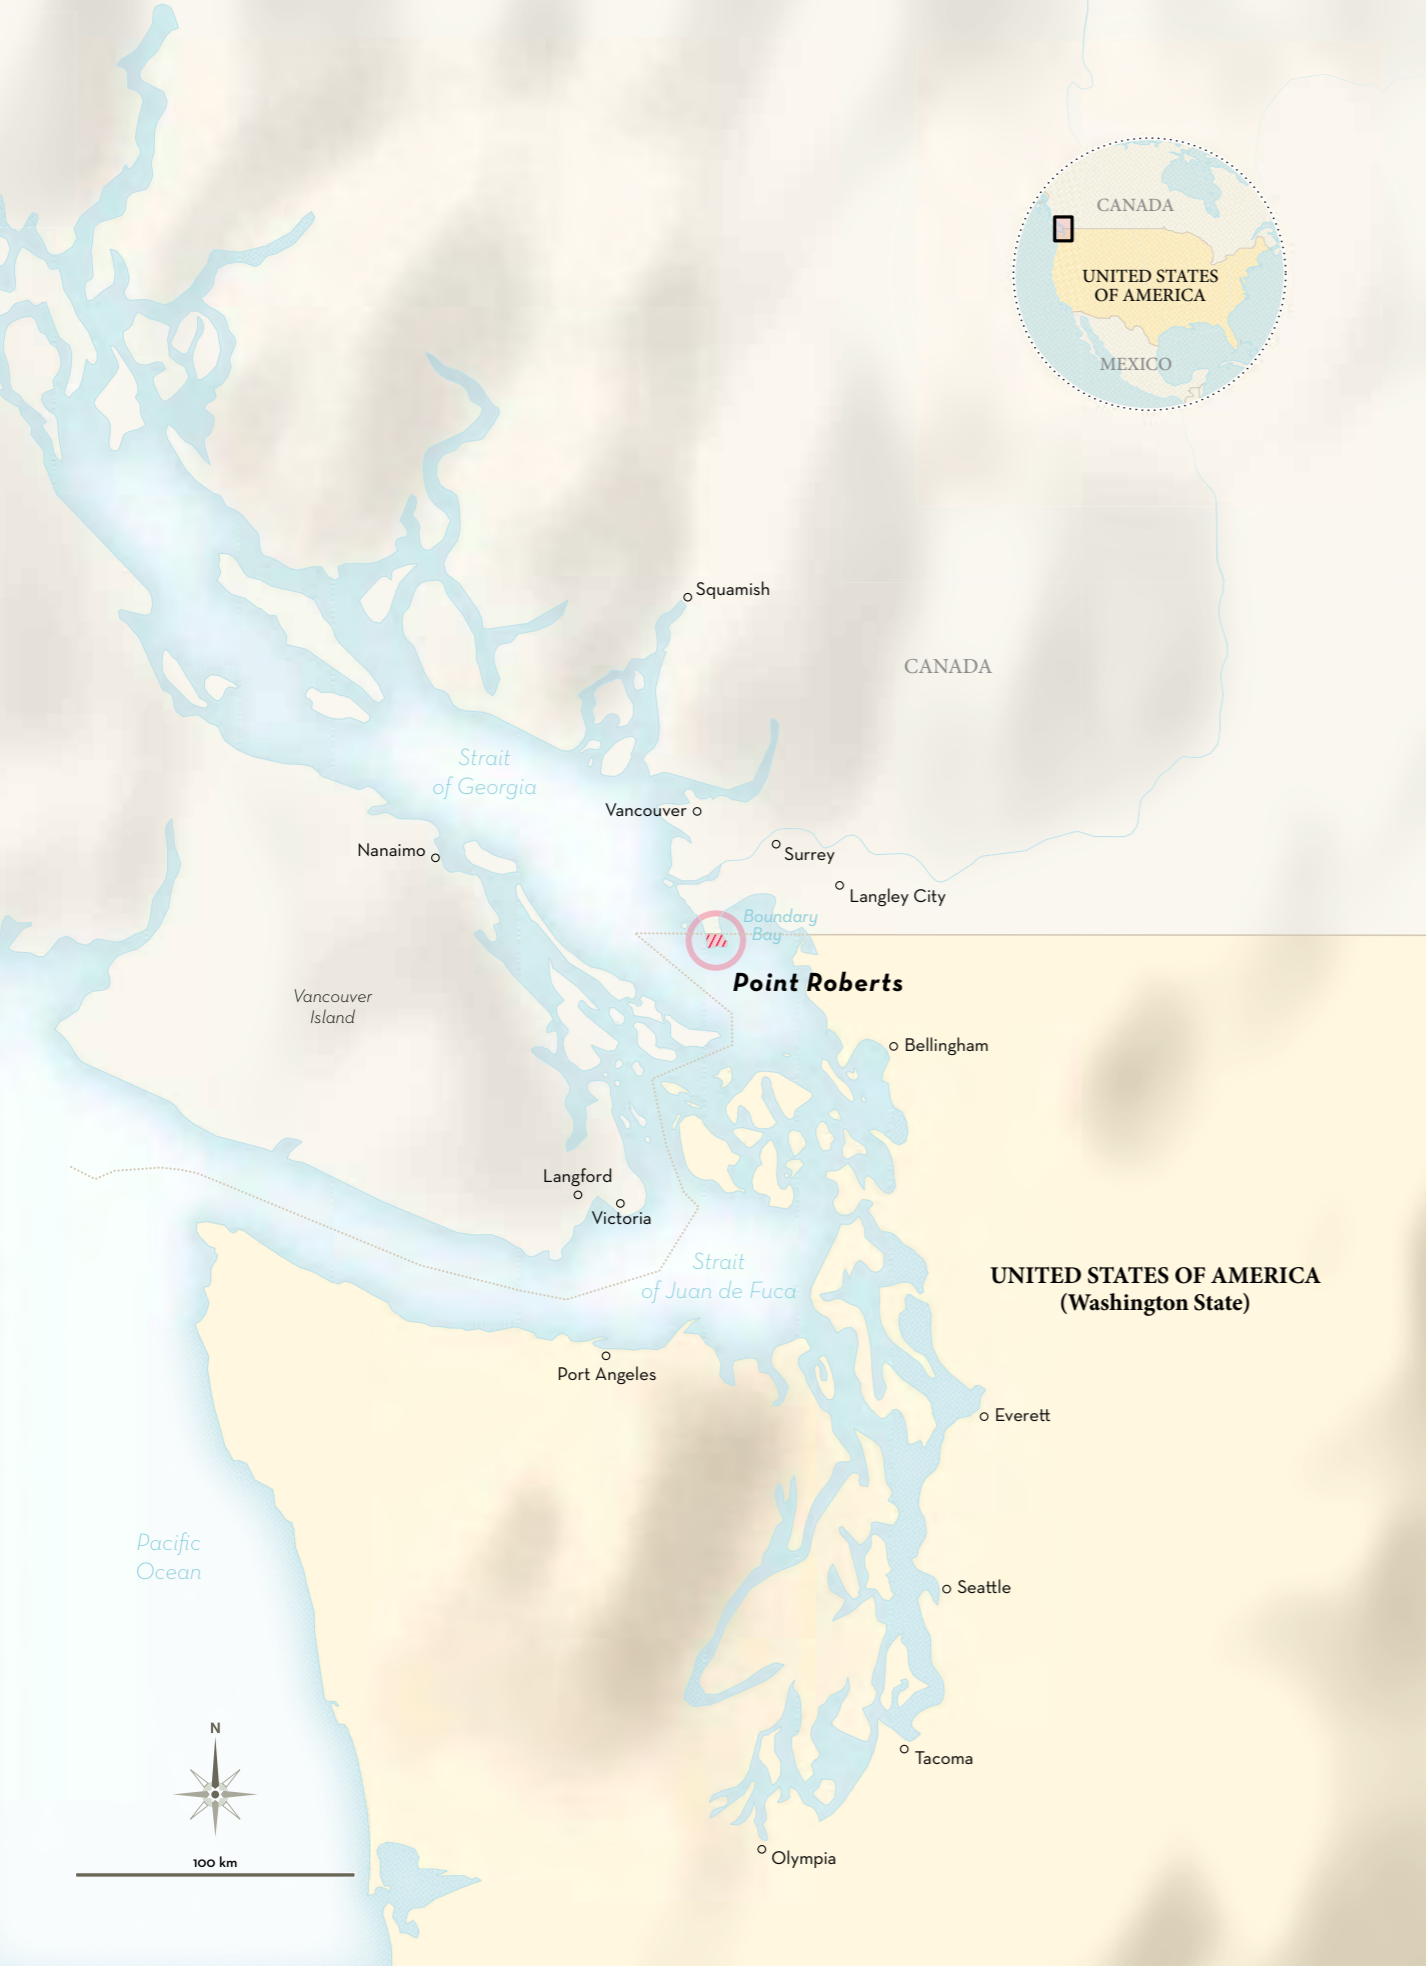 CANADA
UNITED STATES
OF AMERICA
MEXICO
Squamish
CANADA
Strait
of Georgia
Vancouver
Nanaimo
Surrey
Langley City
Boundary
Bay
Point Roberts
Vancouver
Island
Bellingham
Langford
Victoria
Strait
of Juan de Fuca
UNITED STATES OF AMERICA
(Washington State)
Port Angeles
Everett
Pacific
Ocean
Seattle
N
Tacoma
Olympia
100 km